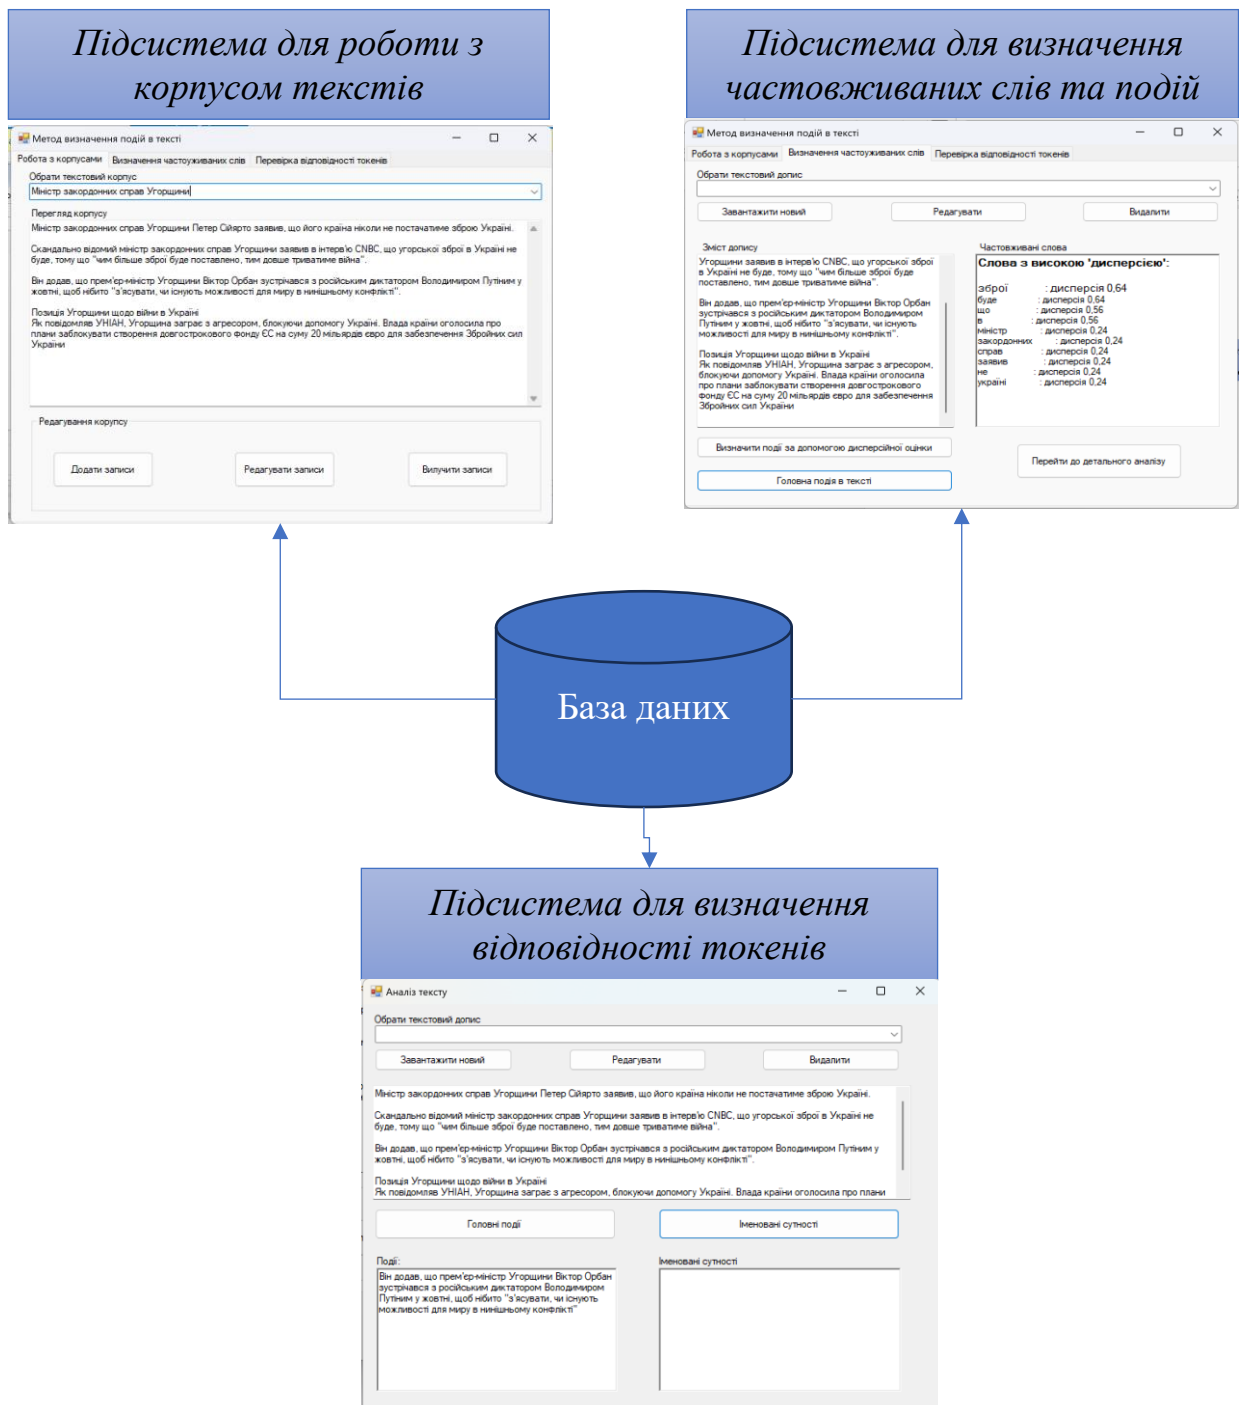 Підсистема для роботи з
корпусом текстів
Метод визначення подій в тексті
Робота з корпусами Визначення частоуживаних слів Перевірка відповідності токенів
Обрати текстовий корпус
Міністр закордонних справ Угорщини
Перегляд корпусу
Міністр закордонних справ Угорщини Петер Сійярто заявив, що його країна ніколи не постачатиме зброю Україні.
Скандально відомий міністр закордонних справ Угорщини заявив в інтерв'ю CNBC, що угорської зброї в Україні не
буде, тому що "чим більше зброї буде поставлено, тим довше триватиме війна".
Він додав, що прем'єр-міністр Угорщини Віктор Орбан зустрічався з російським диктатором Володимиром Путіним у
жовтні, щоб нібито "з'ясувати, чи існують можливості для миру в нинішньому конфлікті".
Позиція Угорщини щодо війни в Україні
Як повідомляв УНІАН, Угорщина заграє з агресором, блокуючи допомогу Україні. Влада країни оголосила про
плани заблокувати створення довгострокового фонду ЄС на суму 20 мільярдів євро для забезпечення Збройних сил
України
Редагування корупсу
Додати записи Редагувати записи Вилучити записи
Підсистема для визначення
частовживаних слів та подій
Метод визначення подій в тексті
Робота з корпусами Визначення частоуживаних слів Перевірка відповідності токенів
Обрати текстовий допис
Завантажити новий Редагувати Видалити
Зміст допису
Угорщини заявив в інтерв'ю CNBC, що угорської зброї
в Україні не буде, тому що "чим більше зброї буде
поставлено, тим довше триватиме війна".
Він додав, що прем'єр-міністр Угорщини Віктор Орбан
зустрічався з російським диктатором Володимиром
Путіним у жовтні, щоб нібито "з'ясувати, чи існують
можливості для миру в нинішньому конфлікті".
Позиція Угорщини щодо війни в Україні
Як повідомляв УНІАН, Угорщина заграє з агресором,
блокуючи допомогу Україні. Влада країни оголосила
про плани заблокувати створення довгострокового
фонду ЄС на суму 20 мільярдів євро для забезпечення
Збройних сил України
Частовживані слова
Слова з високою 'дисперсією':
зброї : дисперсія 0,64
буде : дисперсія 0,64
що : дисперсія 0,56
в : дисперсія 0,56
міністр : дисперсія 0,24
закордонних : дисперсія 0,24
справ : дисперсія 0,24
заявив : дисперсія 0,24
не : дисперсія 0,24
україні : дисперсія 0,24
Визначити події за допомогою дисперсійної оцінки
Головна подія в тексті
Перейти до детального аналізу
База даних
Підсистема для визначення
відповідності токенів
Аналіз тексту
Обрати текстовий допис
Завантажити новий Редагувати Видалити
Міністр закордонних справ Угорщини Петер Сійярто заявив, що його країна ніколи не постачатиме зброю Україні.
Скандально відомий міністр закордонних справ Угорщини заявив в інтерв'ю CNBC, що угорської зброї в Україні не
буде, тому що "чим більше зброї буде поставлено, тим довше триватиме війна".
Він додав, що прем'єр-міністр Угорщини Віктор Орбан зустрічався з російським диктатором Володимиром Путіним у
жовтні, щоб нібито "з'ясувати, чи існують можливості для миру в нинішньому конфлікті".
Позиція Угорщини щодо війни в Україні
Як повідомляв УНІАН, Угорщина заграє з агресором, блокуючи допомогу Україні. Влада країни оголосила про плани
Головні події Іменовані сутності
Події:
Він додав, що прем'єр-міністр Угорщини Віктор Орбан
зустрічався з російським диктатором Володимиром
Путіним у жовтні, щоб нібито "з'ясувати, чи існують
можливості для миру в нинішньому конфлікті"
Іменовані сутності